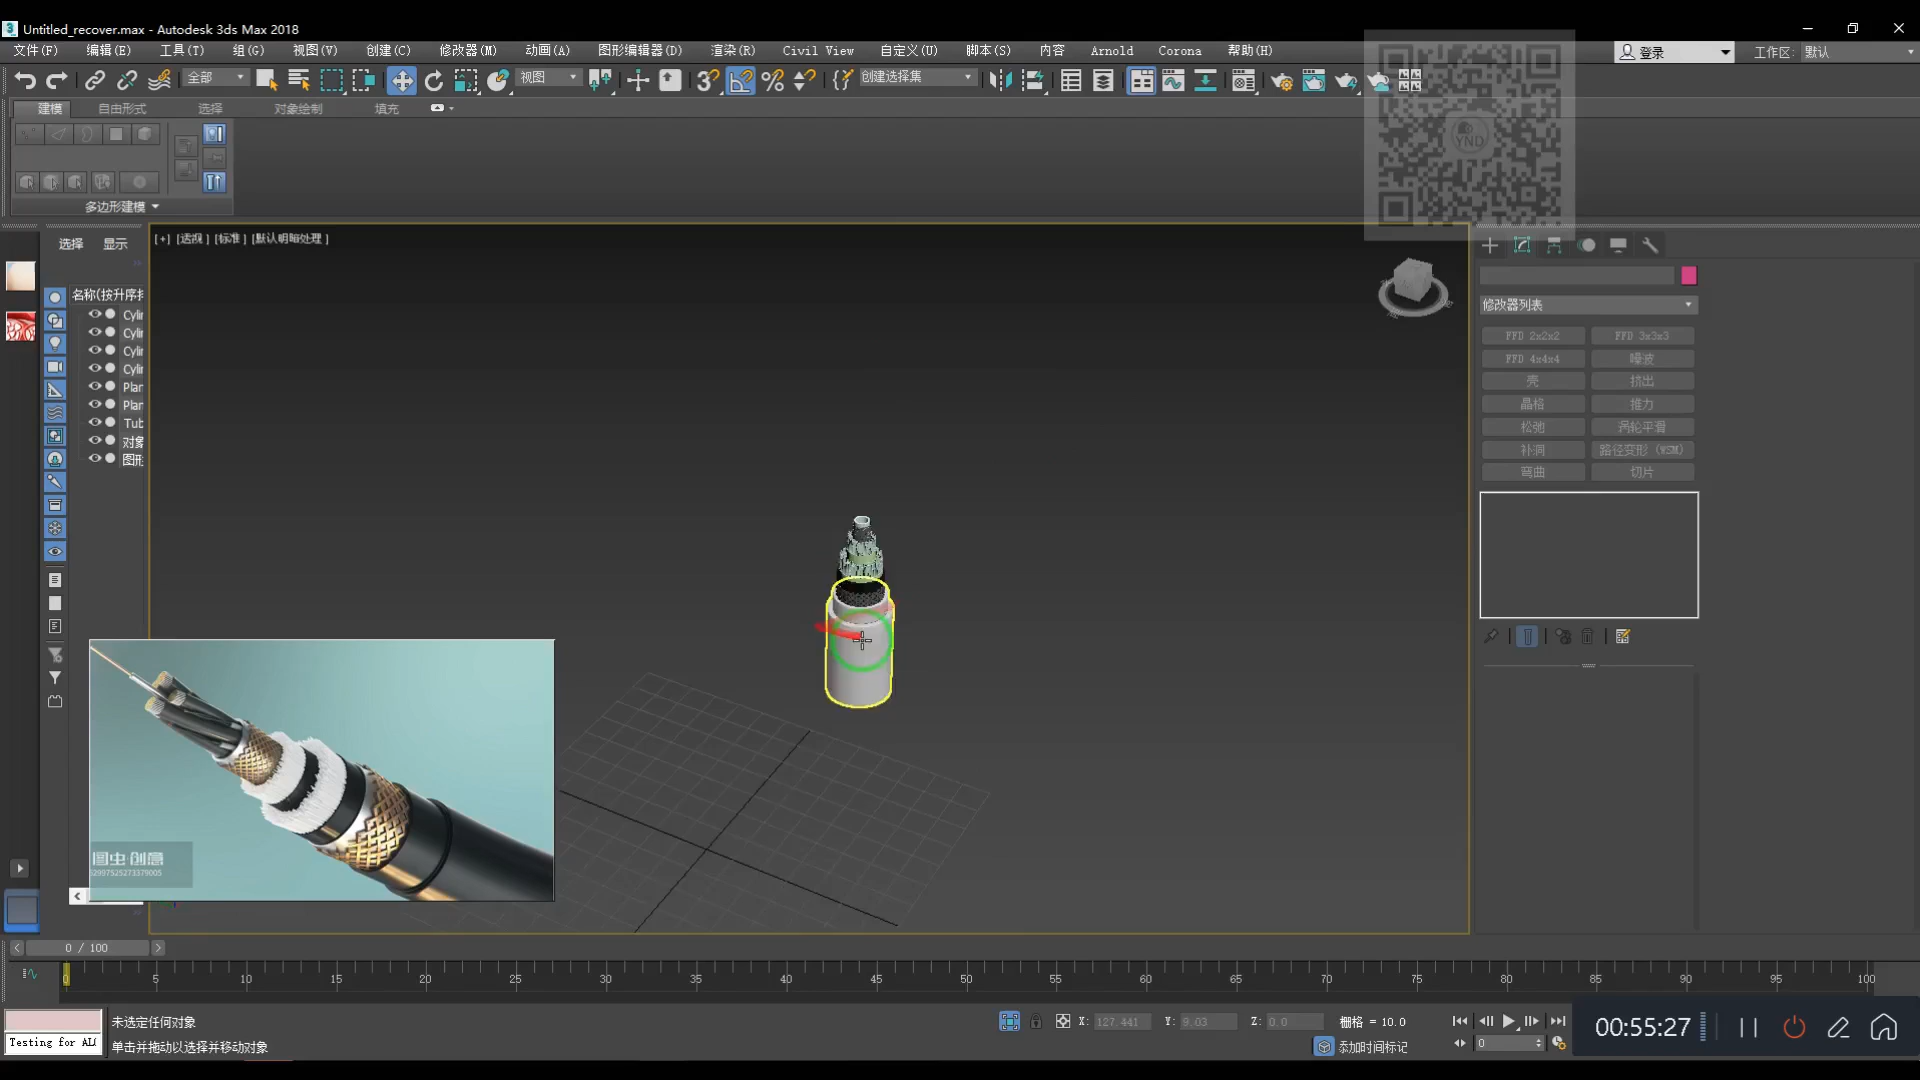 Untitled_recover.max - Autodesk 3ds Max 2018
文件(F) 编辑(E) 工具(T) 组(G) 视图(V) 创建(C) 修改器(M) 动画(A) 图形编辑器(D) 渲染(R) Civil View 自定义(U) 脚本(S) 内容 Arnold Corona 帮助(H)
登录 工作区: 默认
全部 视图 创建选择集
建模 自由形式 选择 对象绘制 填充
YND
多边形建模
选择 显示
[+] [透视] [标准] [默认明暗处理]
名称(按升序排
Cyli
Cyli
Cyli
Cyli
Plan
Plan
Tub
对象
图形
修改器列表
FFD 2x2x2 FFD 3x3x3
FFD 4x4x4 噪波
壳 挤出
晶格 推力
松弛 涡轮平滑
补洞 路径变形 (WSM)
弯曲 切片
图虫·创意
52997525273379005
0 / 100
0 5 10 15 20 25 30 35 40 45 50 55 60 65 70 75 80 85 90 95 100
未选定任何对象
X: 127.441 Y: 9.03 Z: 0.0 栅格 = 10.0
00:55:27
Testing for ALL
单击并拖动以选择并移动对象
添加时间标记
0